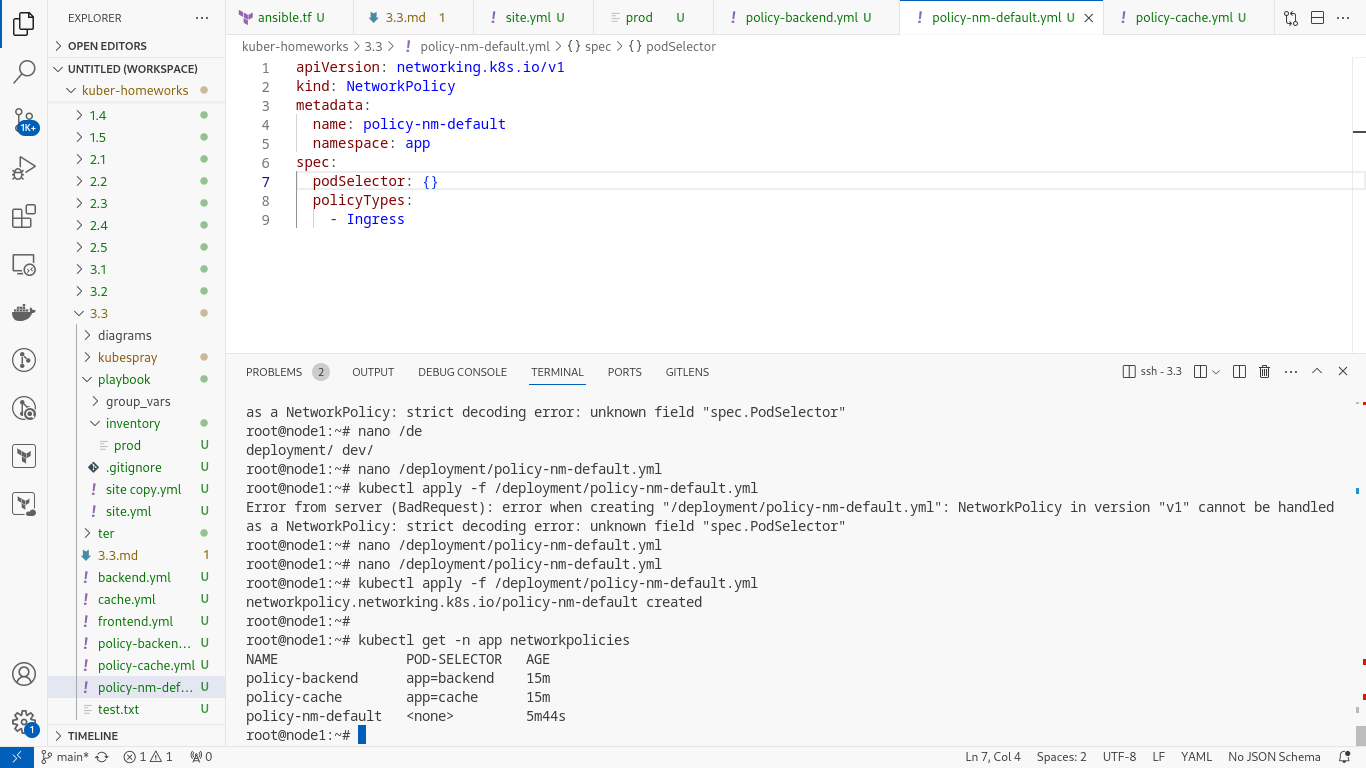 EXPLORER
OPEN EDITORS
UNTITLED (WORKSPACE)
kuber-homeworks
1.4
1.5
2.1
2.2
2.3
2.4
2.5
3.1
3.2
3.3
diagrams
kubespray
playbook
group_vars
inventory
prod U
.gitignore U
site copy.yml U
site.yml U
ter
3.3.md 1
backend.yml U
cache.yml U
frontend.yml U
policy-backen... U
policy-cache.yml U
policy-nm-def... U
test.txt U
TIMELINE
1K+
1
ansible.tf U
3.3.md 1
site.yml U
prod U
policy-backend.yml U
policy-nm-default.yml U
policy-cache.yml U
kuber-homeworks > 3.3 > ! policy-nm-default.yml > {} spec > {} podSelector
1 apiVersion: networking.k8s.io/v1
2 kind: NetworkPolicy
3 metadata:
4 name: policy-nm-default
5 namespace: app
6 spec:
7 podSelector: {}
8 policyTypes:
9 - Ingress
PROBLEMS 2 OUTPUT DEBUG CONSOLE TERMINAL PORTS GITLENS
ssh - 3.3
as a NetworkPolicy: strict decoding error: unknown field "spec.PodSelector"
root@node1:~# nano /de
deployment/ dev/
root@node1:~# nano /deployment/policy-nm-default.yml
root@node1:~# kubectl apply -f /deployment/policy-nm-default.yml
Error from server (BadRequest): error when creating "/deployment/policy-nm-default.yml": NetworkPolicy in version "v1" cannot be handled
as a NetworkPolicy: strict decoding error: unknown field "spec.PodSelector"
root@node1:~# nano /deployment/policy-nm-default.yml
root@node1:~# nano /deployment/policy-nm-default.yml
root@node1:~# kubectl apply -f /deployment/policy-nm-default.yml
networkpolicy.networking.k8s.io/policy-nm-default created
root@node1:~#
root@node1:~# kubectl get -n app networkpolicies
NAME POD-SELECTOR AGE
policy-backend app=backend 15m
policy-cache app=cache 15m
policy-nm-default <none> 5m44s
root@node1:~#
main* 1 1 0
Ln 7, Col 4 Spaces: 2 UTF-8 LF YAML No JSON Schema